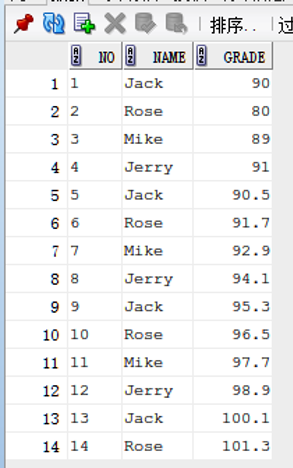 排序..
NO NAME GRADE
1 1 Jack 90
2 2 Rose 80
3 3 Mike 89
4 4 Jerry 91
5 5 Jack 90.5
6 6 Rose 91.7
7 7 Mike 92.9
8 8 Jerry 94.1
9 9 Jack 95.3
10 10 Rose 96.5
11 11 Mike 97.7
12 12 Jerry 98.9
13 13 Jack 100.1
14 14 Rose 101.3